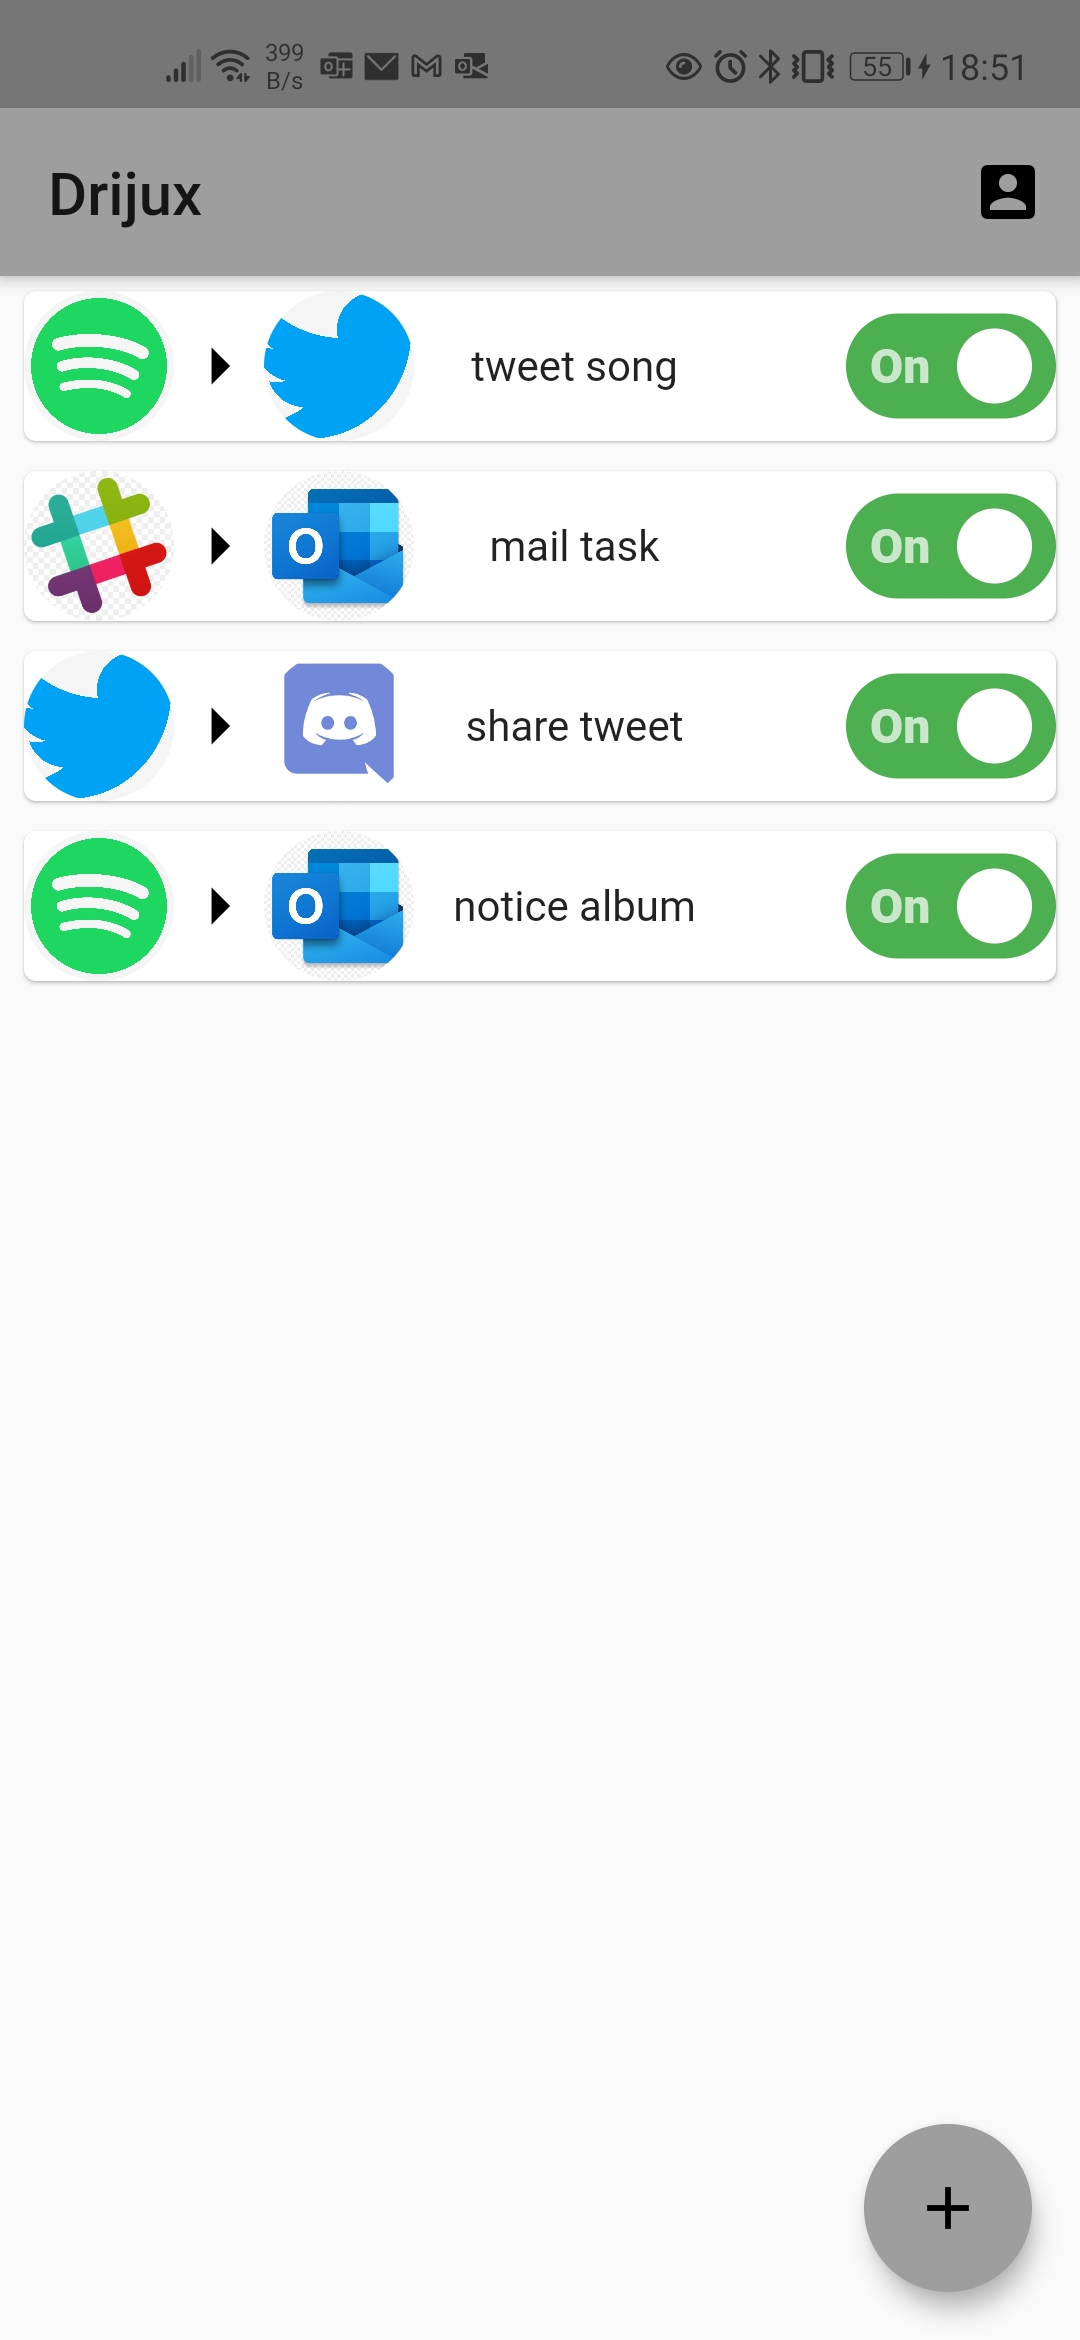 399
B/s
55
18:51
Drijux
tweet song
On
O
mail task
On
share tweet
On
O
notice album
On